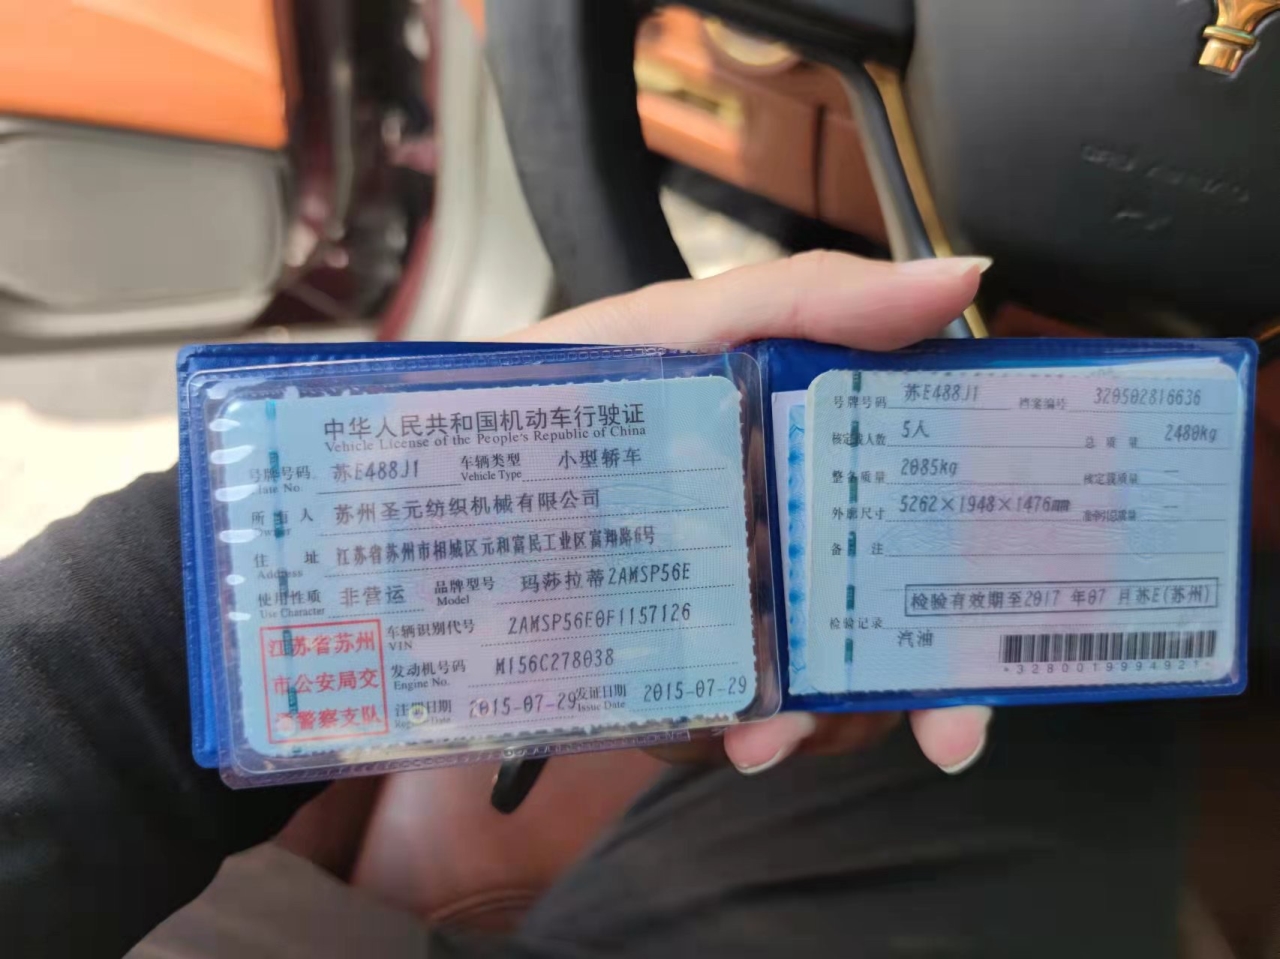 中华人民共和国机动车行驶证
Vehicle License of the People's Republic of China
号牌号码 苏E488J1 车辆类型 小型轿车
Plate No. Vehicle Type
所有人 苏州圣元纺织机械有限公司
Owner
住址 江苏省苏州市相城区元和富民工业区富翔路6号
Address
使用性质 非营运 品牌型号 玛莎拉蒂2AMSP56E
Use Character Model
车辆识别代号 2AMSP56E0F1157126
VIN
发动机号码 M156C278038
Engine No.
注册日期 2015-07-29 发证日期 2015-07-29
Register Date Issue Date
江苏省苏州
市公安局交
通警察支队
号牌号码 苏E488J1 档案编号 320502816636
核定载人数 5人 总质量 2480kg
整备质量 2085kg 核定载质量 —
外廓尺寸 5262×1948×1476mm 准牵引总质量 —
备注
检验有效期至2017年07月苏E(苏州)
检验记录
汽油
*3280019994921*